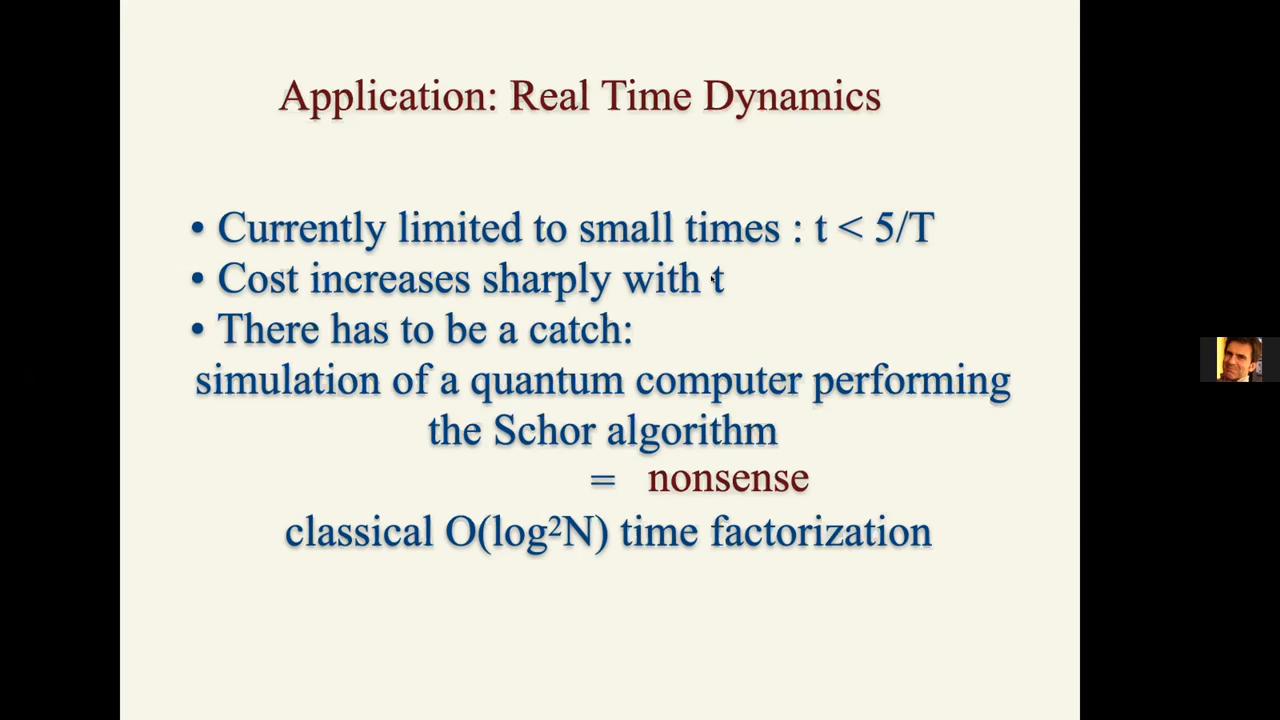 Application: Real Time Dynamics
• Currently limited to small times : t < 5/T
• Cost increases sharply with t
• There has to be a catch:
simulation of a quantum computer performing
the Schor algorithm
= nonsense
classical O(log²N) time factorization